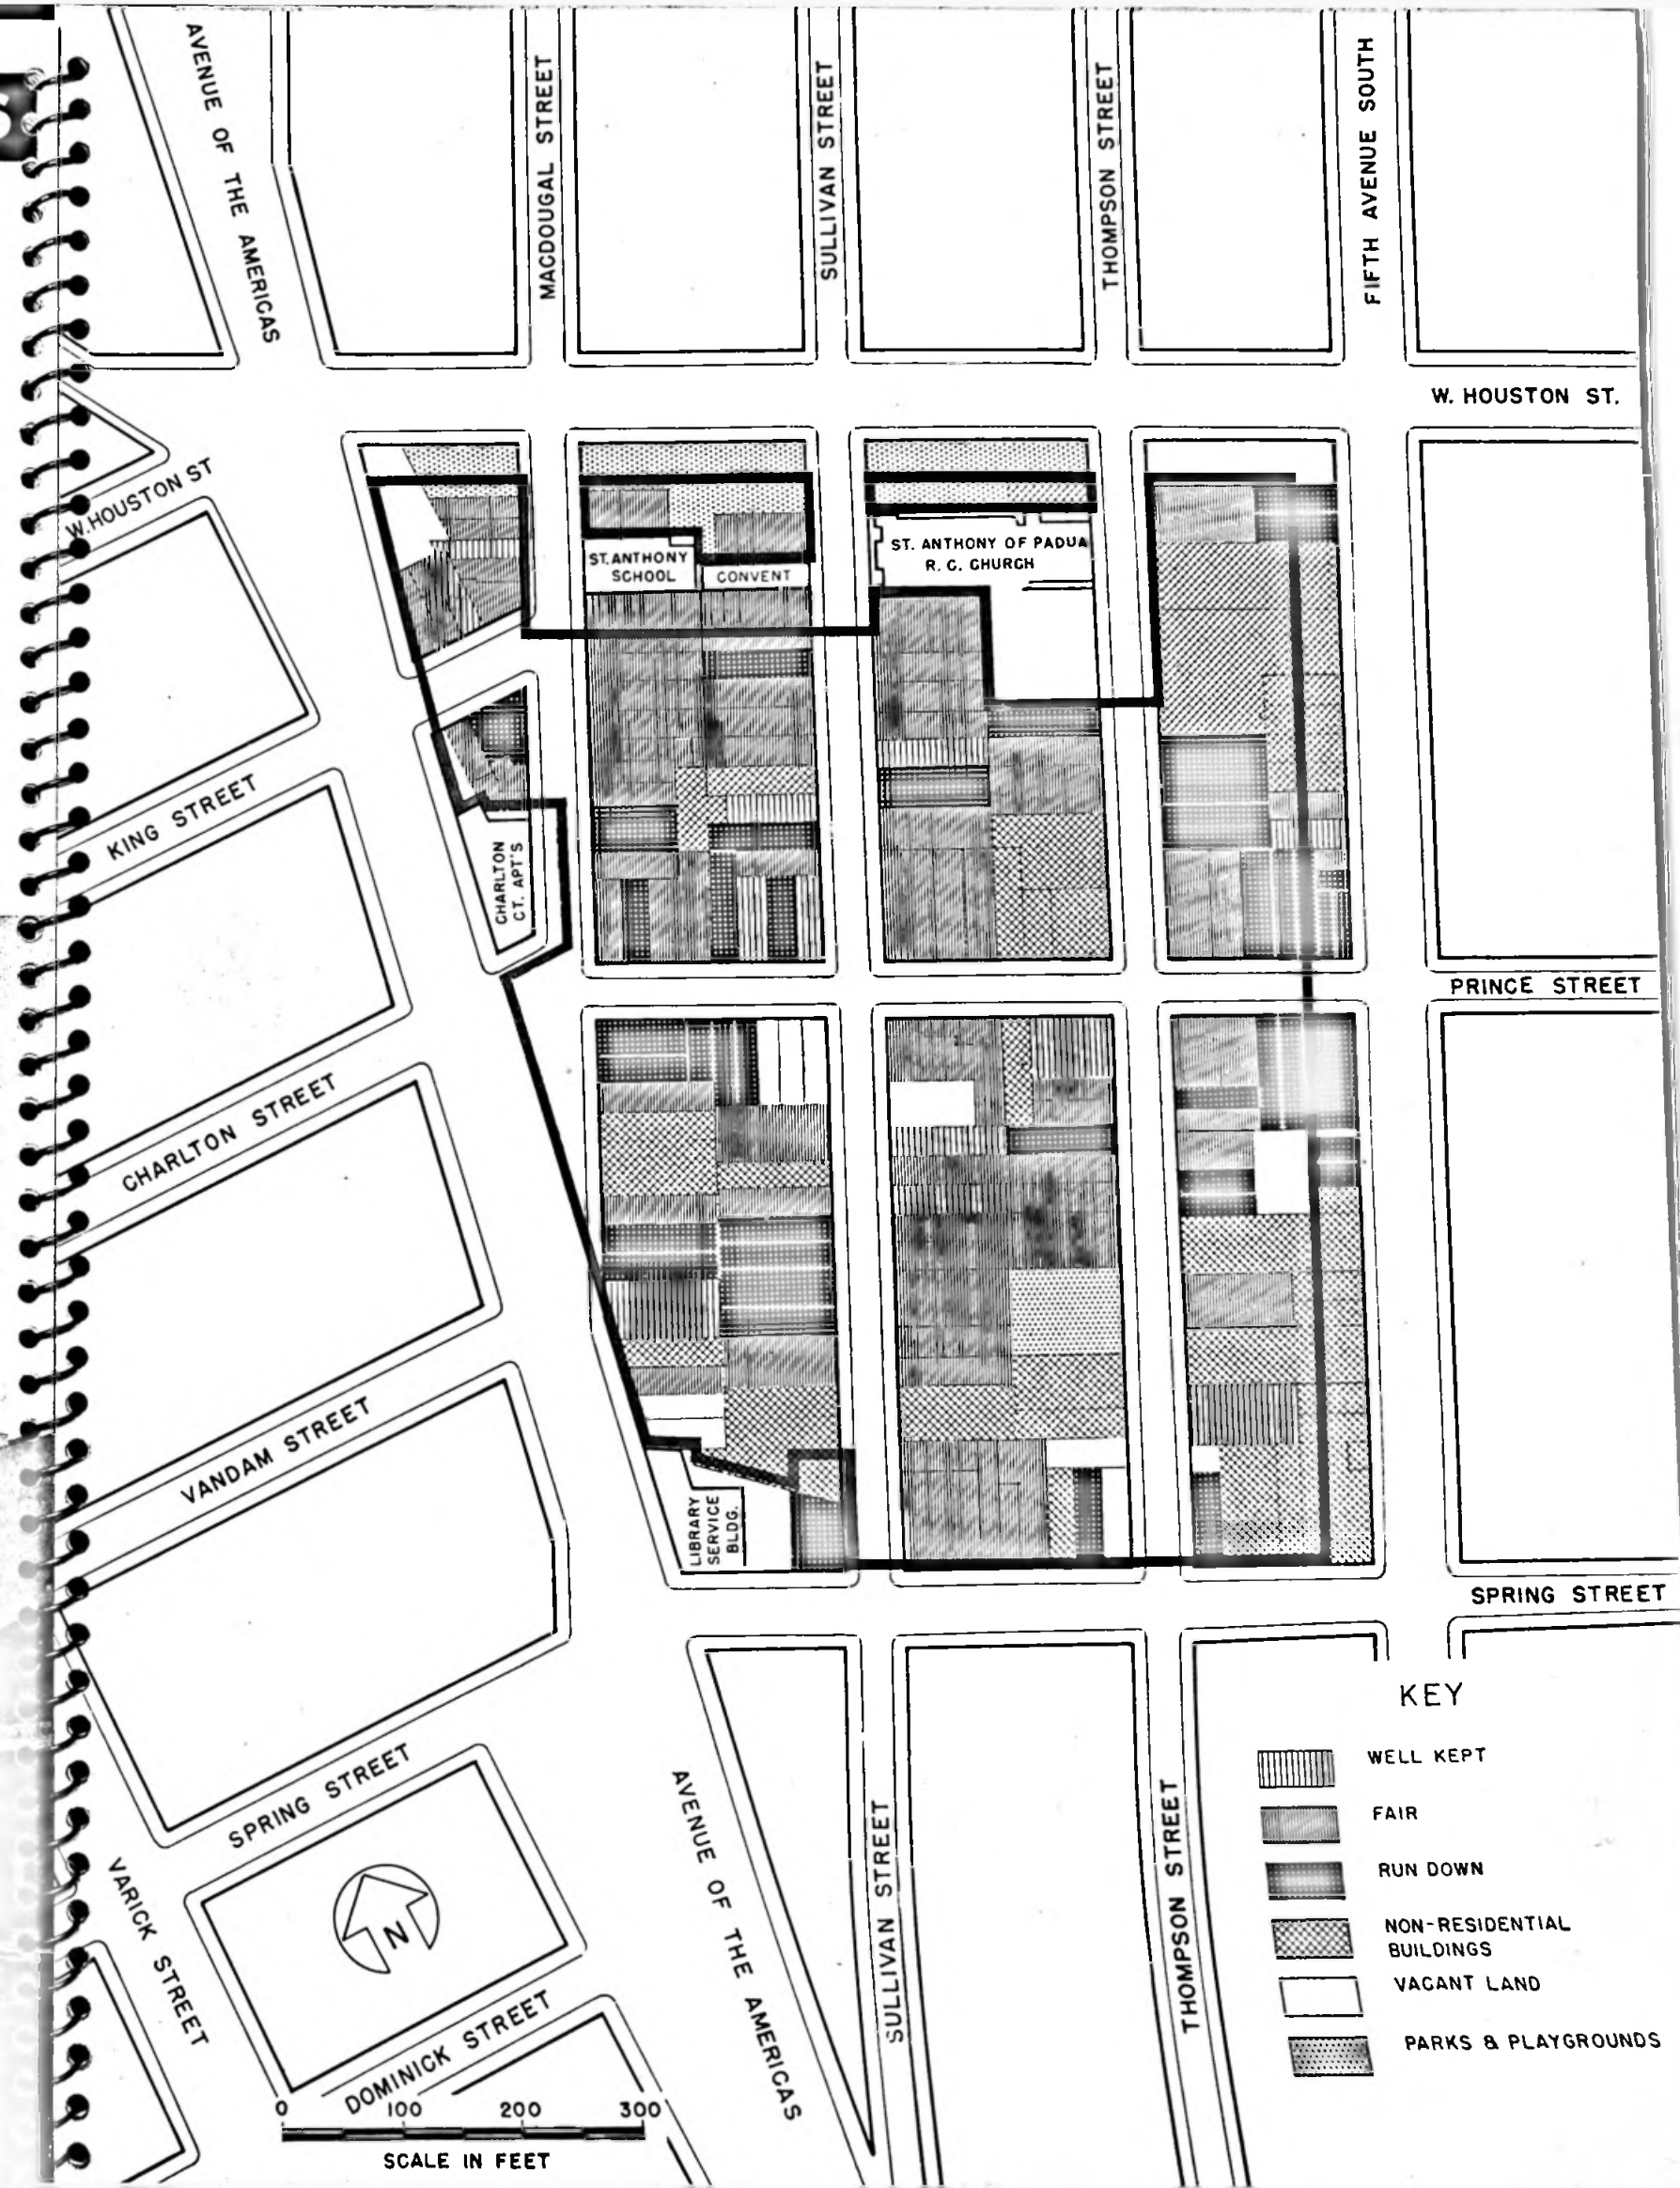 S
AVENUE OF THE AMERICAS
MACDOUGAL STREET
SULLIVAN STREET
THOMPSON STREET
FIFTH AVENUE SOUTH
W. HOUSTON ST.
W. HOUSTON ST
ST. ANTHONY
SCHOOL
CONVENT
ST. ANTHONY OF PADUA
R. C. CHURCH
KING STREET
CHARLTON
CT. APT'S
PRINCE STREET
CHARLTON STREET
VANDAM STREET
LIBRARY
SERVICE
BLDG.
SPRING STREET
SPRING STREET
VARICK STREET
N
DOMINICK STREET
AVENUE OF THE AMERICAS
SULLIVAN STREET
THOMPSON STREET
KEY
WELL KEPT
FAIR
RUN DOWN
NON-RESIDENTIAL
BUILDINGS
VACANT LAND
PARKS & PLAYGROUNDS
0 100 200 300
SCALE IN FEET